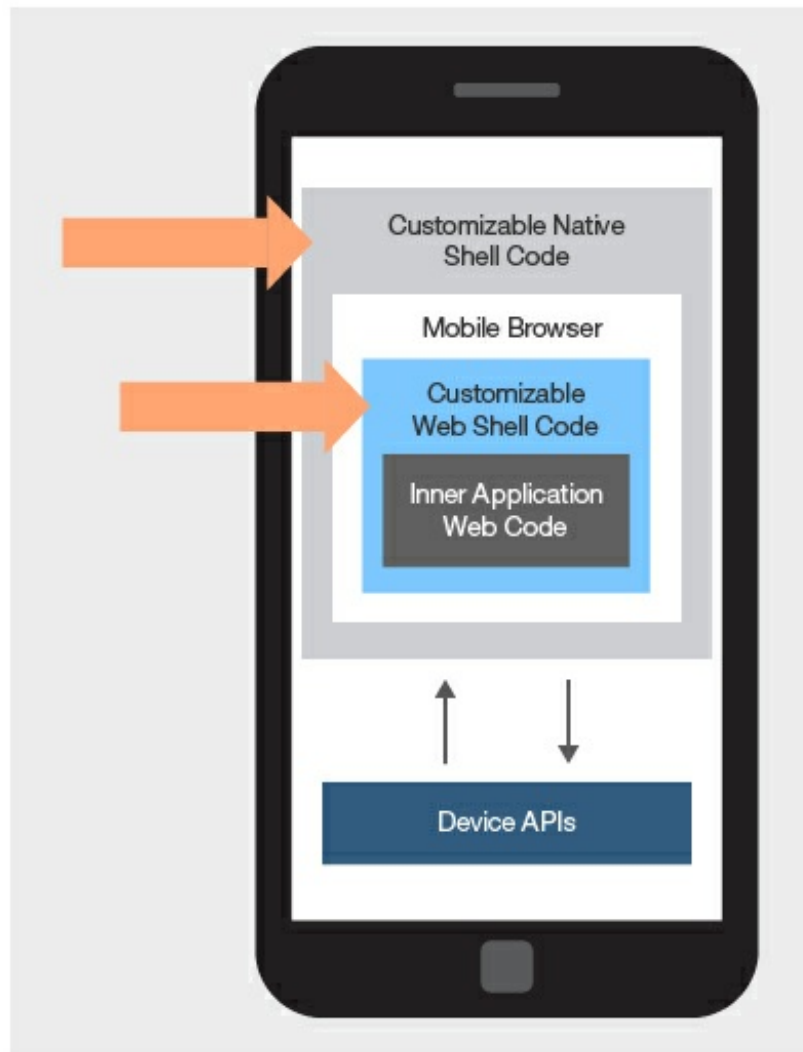 Customizable Native
Shell Code
Mobile Browser
Customizable
Web Shell Code
Inner Application
Web Code
Device APIs